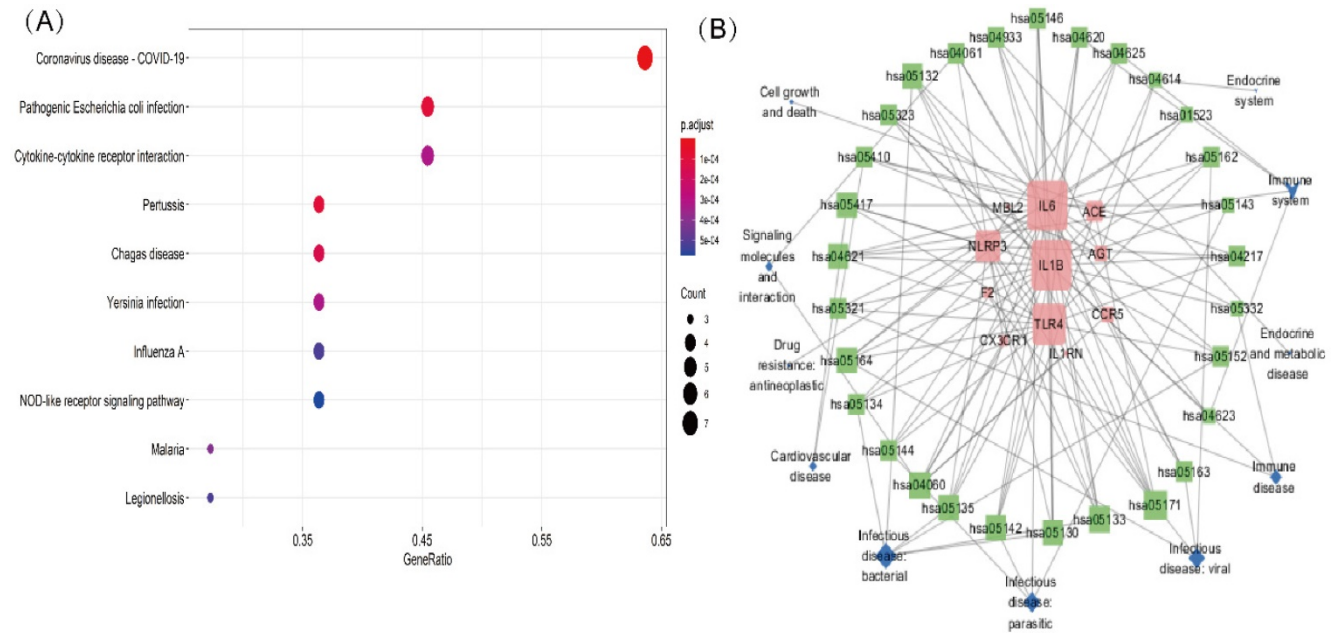 (A)
Coronavirus disease - COVID-19
Pathogenic Escherichia coli infection
Cytokine-cytokine receptor interaction
Pertussis
Chagas disease
Yersinia infection
Influenza A
NOD-like receptor signaling pathway
Malaria
Legionellosis
0.35
0.45
0.55
0.65
GeneRatio
p.adjust
1e-04
2e-04
3e-04
4e-04
5e-04
Count
3
4
5
6
7
(B)
hsa05146
hsa04933
hsa04620
hsa04061
hsa04625
hsa05132
hsa04614
Endocrine
system
Cell growth
and death
hsa05323
hsa01523
hsa05410
hsa05162
Immune
system
hsa05417
MBL2
IL6
ACE
hsa05143
Signaling
molecules
and
interaction
hsa04621
NLRP3
IL1B
AGT
hsa04217
F2
hsa05321
TLR4
CCR5
hsa05332
CX3CR1
IL1RN
Endocrine
and metabolic
disease
Drug
resistance:
antineoplastic
hsa05164
hsa05152
hsa05134
hsa04623
hsa05144
Cardiovascular
disease
hsa04060
hsa05163
Immune
disease
hsa05135
hsa05171
hsa05142
hsa05130
hsa05133
Infectious
disease:
bacterial
Infectious
disease: viral
Infectious
disease:
parasitic